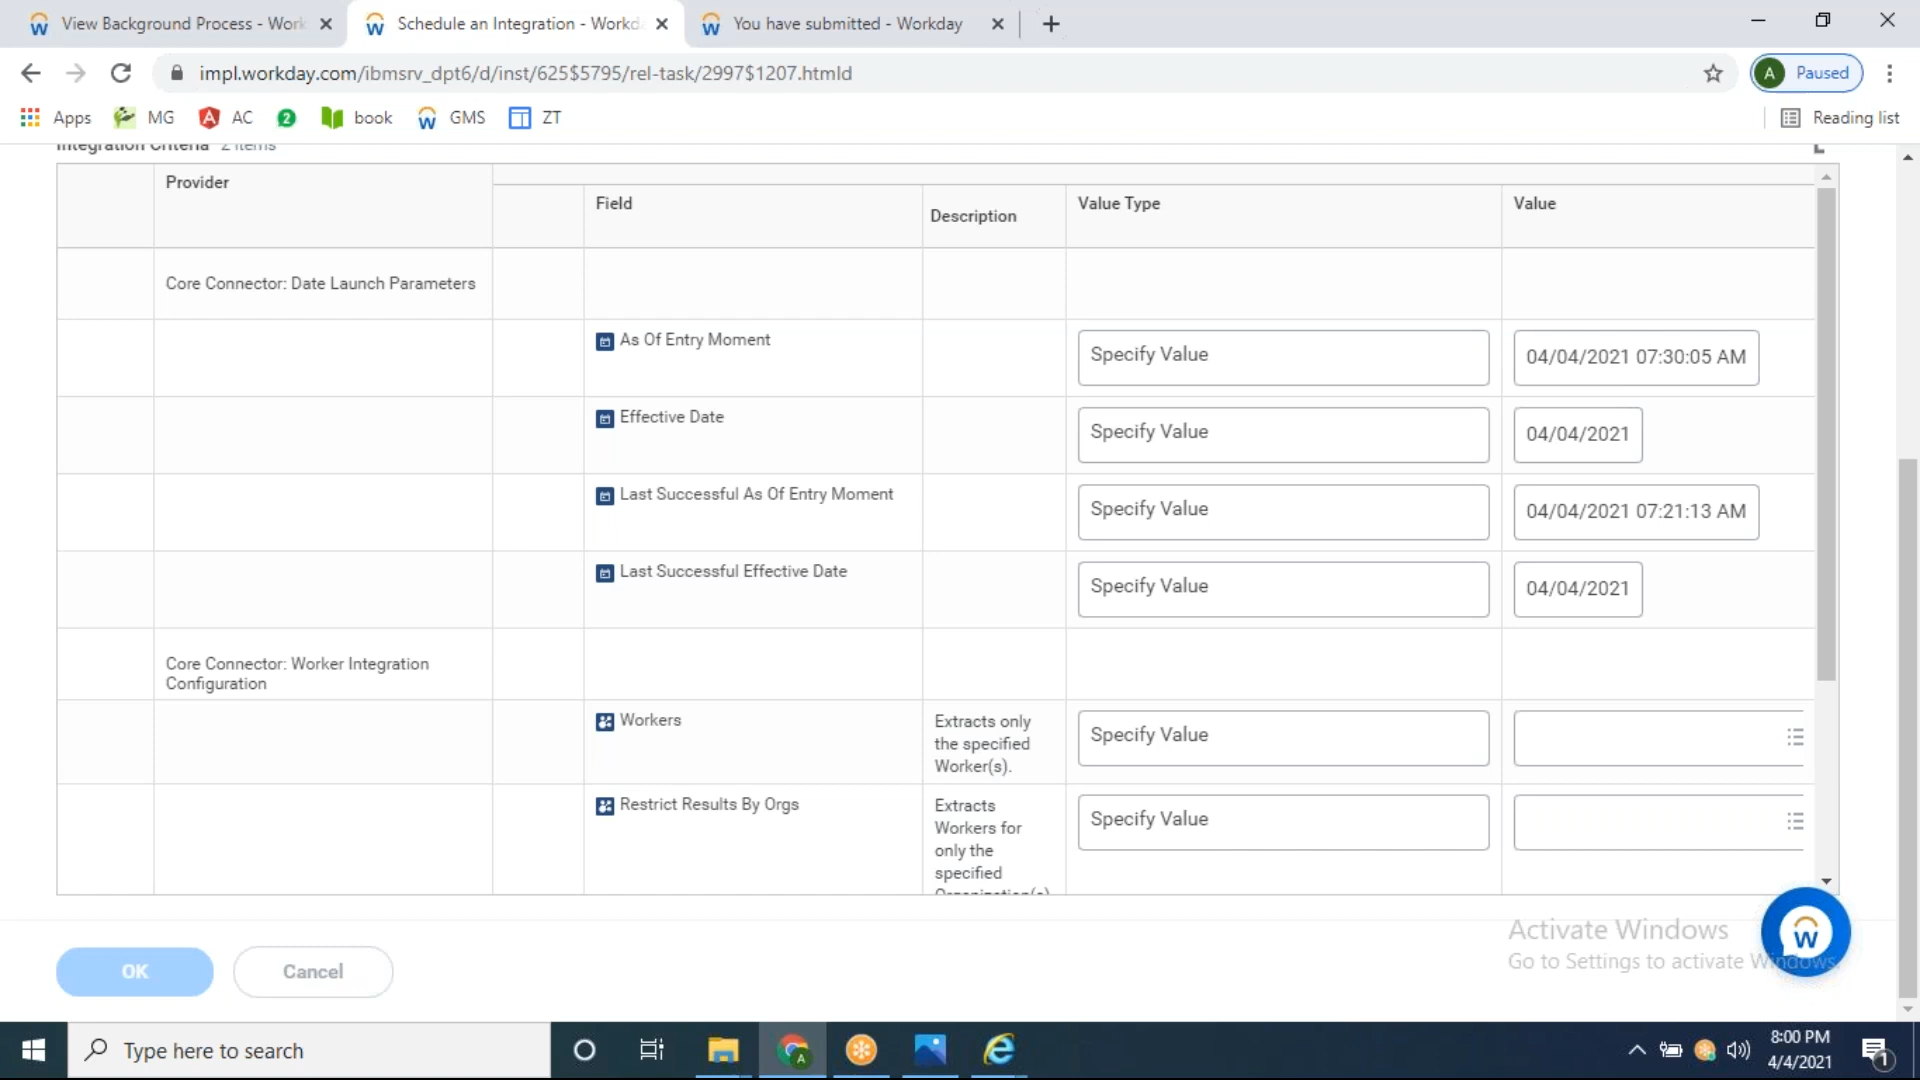 View Background Process - Work
Schedule an Integration - Workd
You have submitted - Workday
impl.workday.com/ibmsrv_dpt6/d/inst/625$5795/rel-task/2997$1207.htmld
A
Paused
Apps
MG
AC
2
book
GMS
ZT
Reading list
Integration Criteria 2 items
Provider
Field
Description
Value Type
Value
Core Connector: Date Launch Parameters
As Of Entry Moment
Specify Value
04/04/2021 07:30:05 AM
Effective Date
Specify Value
04/04/2021
Last Successful As Of Entry Moment
Specify Value
04/04/2021 07:21:13 AM
Last Successful Effective Date
Specify Value
04/04/2021
Core Connector: Worker Integration
Configuration
Workers
Extracts only
the specified
Worker(s).
Specify Value
Restrict Results By Orgs
Extracts
Workers for
only the
specified
Organization(s)
Specify Value
OK
Cancel
Activate Windows
Go to Settings to activate Windows.
Type here to search
8:00 PM
4/4/2021
1